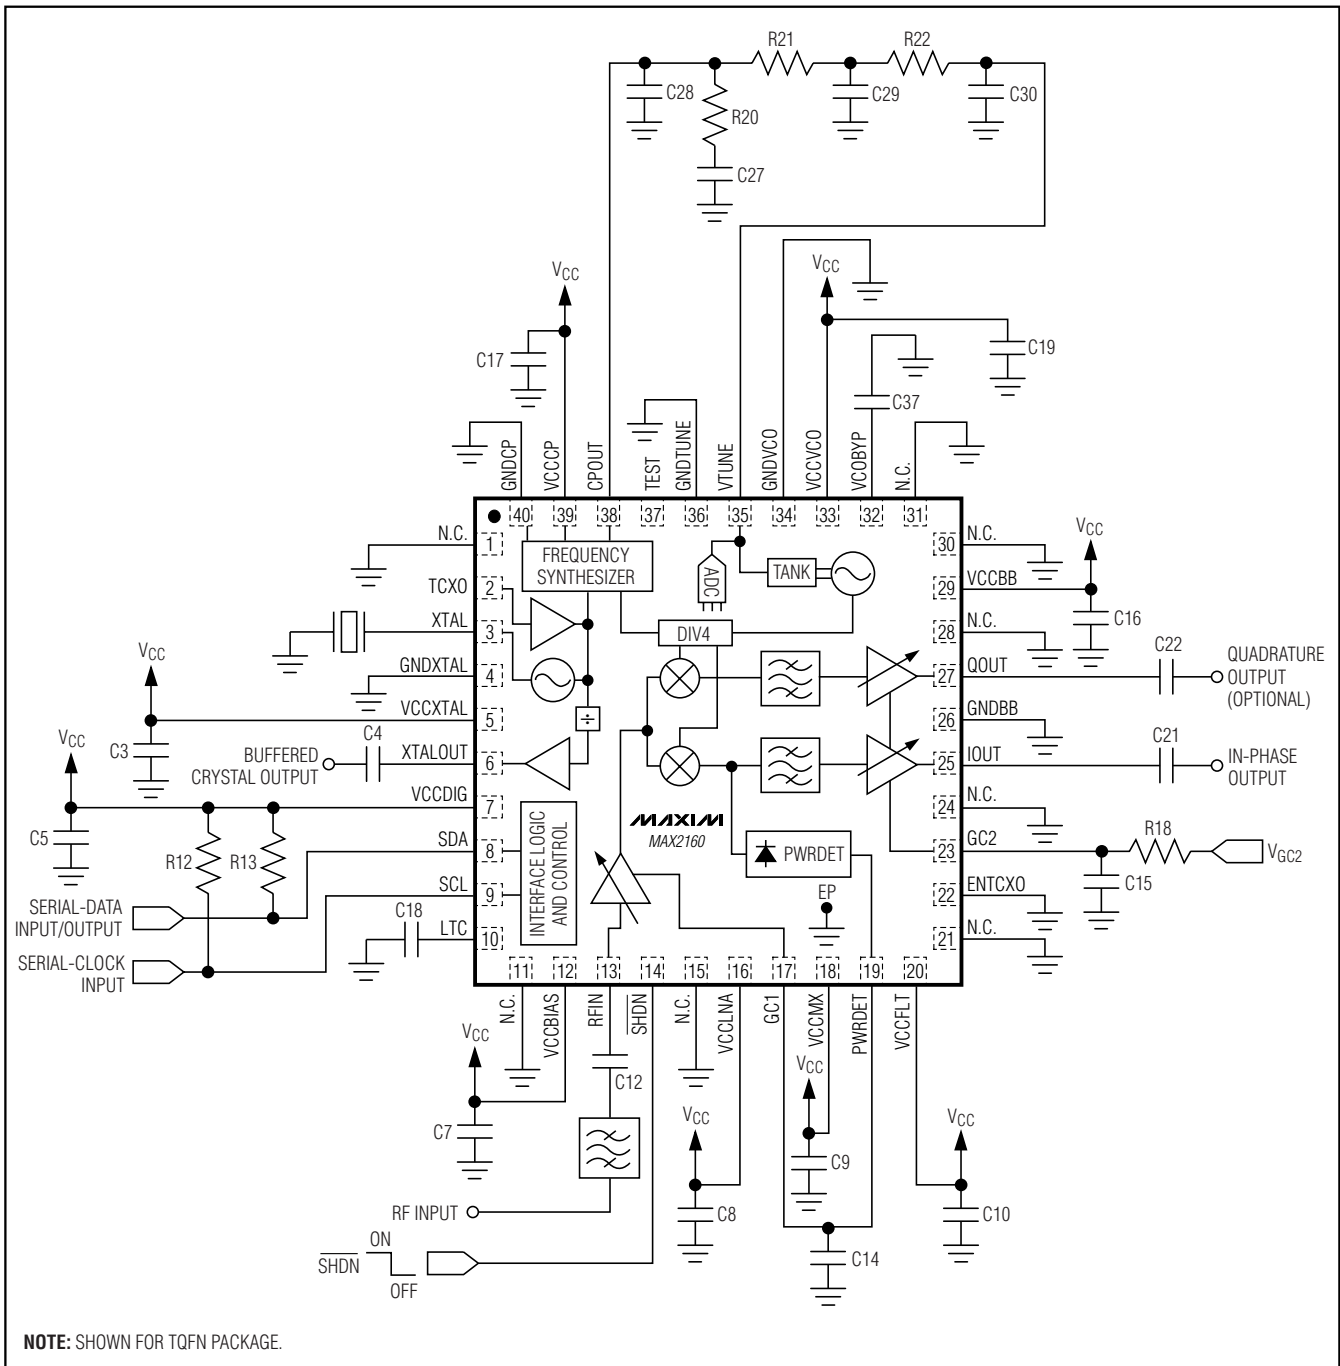 R21
R22
C28
R20
C29
C30
C27
VCC
VCC
C17
C19
C37
GNDCP
VCCCP
CPOUT
TEST
GNDTUNE
VTUNE
GNDVCO
VCCVCO
VCOBYP
N.C.
40
39
38
37
36
35
34
33
32
31
N.C.
1
TCXO
2
XTAL
3
GNDXTAL
4
VCC
VCCXTAL
5
C3
VCC
C4
BUFFERED
CRYSTAL OUTPUT
XTALOUT
6
VCCDIG
7
C5
R12
R13
SDA
8
SCL
9
SERIAL-DATA
INPUT/OUTPUT
C18
LTC
10
SERIAL-CLOCK
INPUT
FREQUENCY
SYNTHESIZER
ADC
TANK
DIV4
÷
MAXIM
MAX2160
INTERFACE LOGIC
AND CONTROL
PWRDET
EP
30
N.C.
VCC
29
VCCBB
C16
28
N.C.
27
QOUT
C22
QUADRATURE
OUTPUT
(OPTIONAL)
26
GNDBB
25
IOUT
C21
IN-PHASE
OUTPUT
24
N.C.
23
GC2
R18
VGC2
C15
22
ENTCXO
21
N.C.
11
12
13
14
15
16
17
18
19
20
N.C.
VCCBIAS
RFIN
SHDN
N.C.
VCCLNA
GC1
VCCMX
PWRDET
VCCFLT
VCC
C7
C12
VCC
C8
VCC
C9
VCC
C10
C14
RF INPUT
ON
SHDN
OFF
NOTE: SHOWN FOR TQFN PACKAGE.